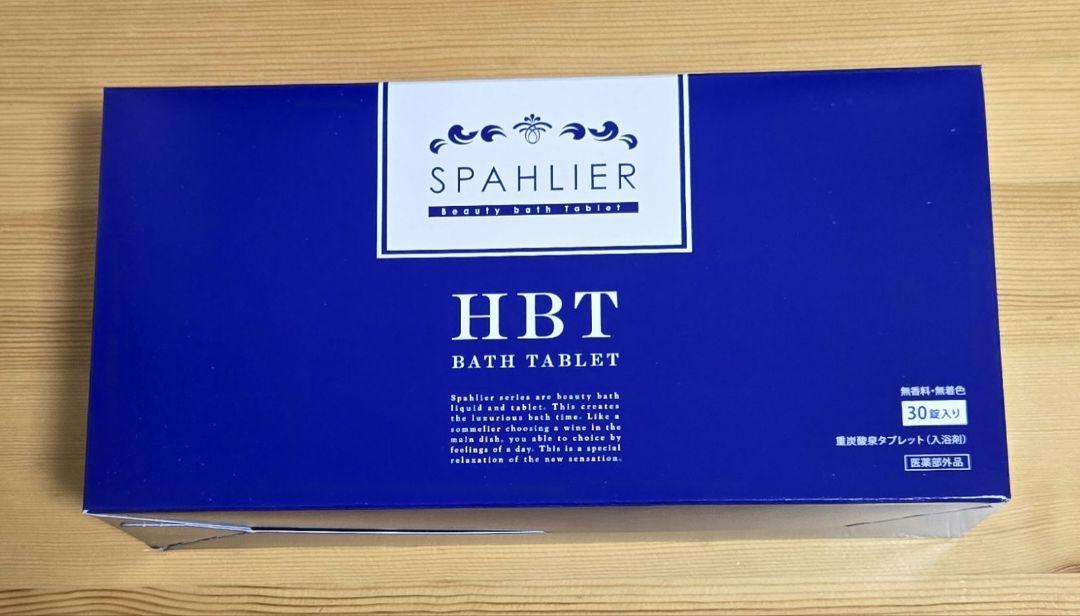 SPAHLIER
Beauty bath Tablet
HBT
BATH TABLET
Spahlier series are beauty bath
liquid and tablet. This creates
the luxurious bath time. Like a
sommelier choosing a wine in the
main dish, you able to choice by
feelings of a day. This is a special
relaxation of the new sensation.
無香料・無着色
30錠入り
重炭酸泉タブレット（入浴剤）
医薬部外品